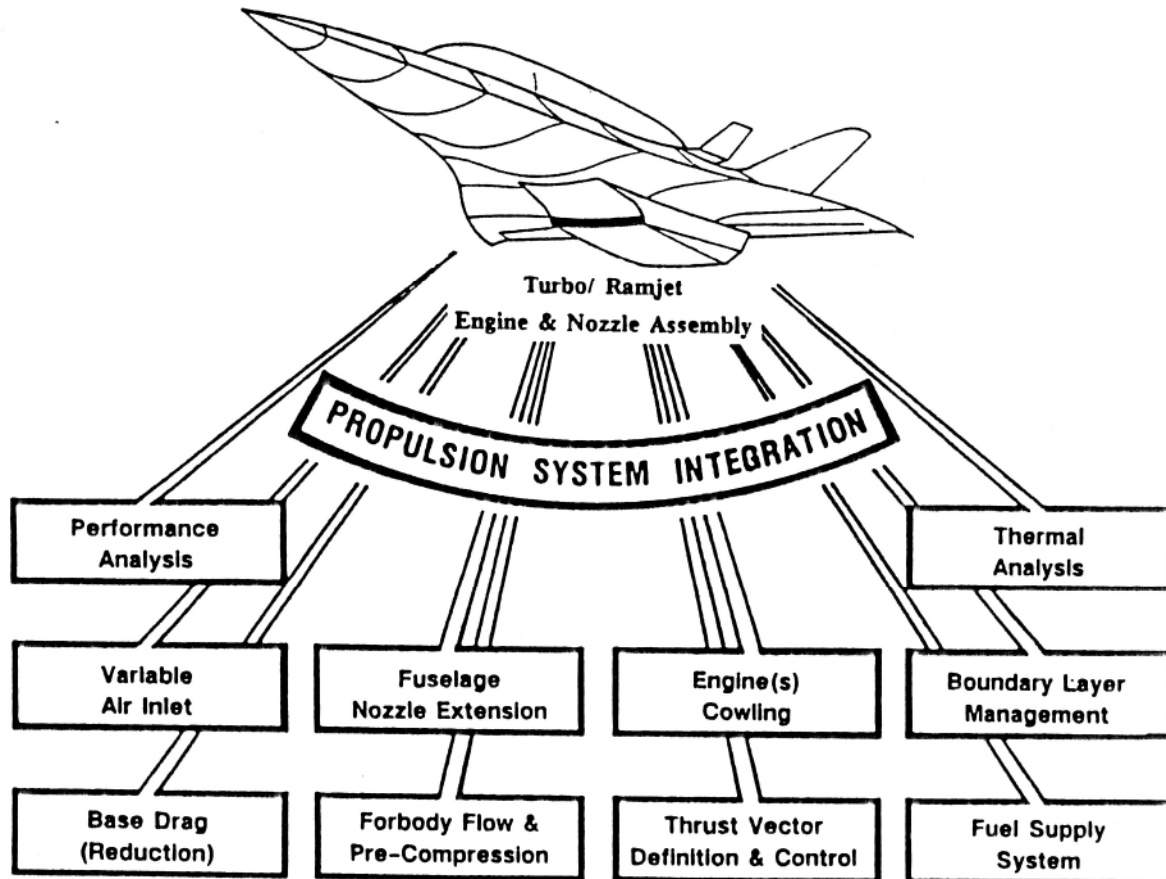 Turbo/ Ramjet
Engine & Nozzle Assembly
PROPULSION SYSTEM INTEGRATION
Performance
Analysis
Thermal
Analysis
Variable
Air Inlet
Fuselage
Nozzle Extension
Engine(s)
Cowling
Boundary Layer
Management
Base Drag
(Reduction)
Forbody Flow &
Pre-Compression
Thrust Vector
Definition & Control
Fuel Supply
System